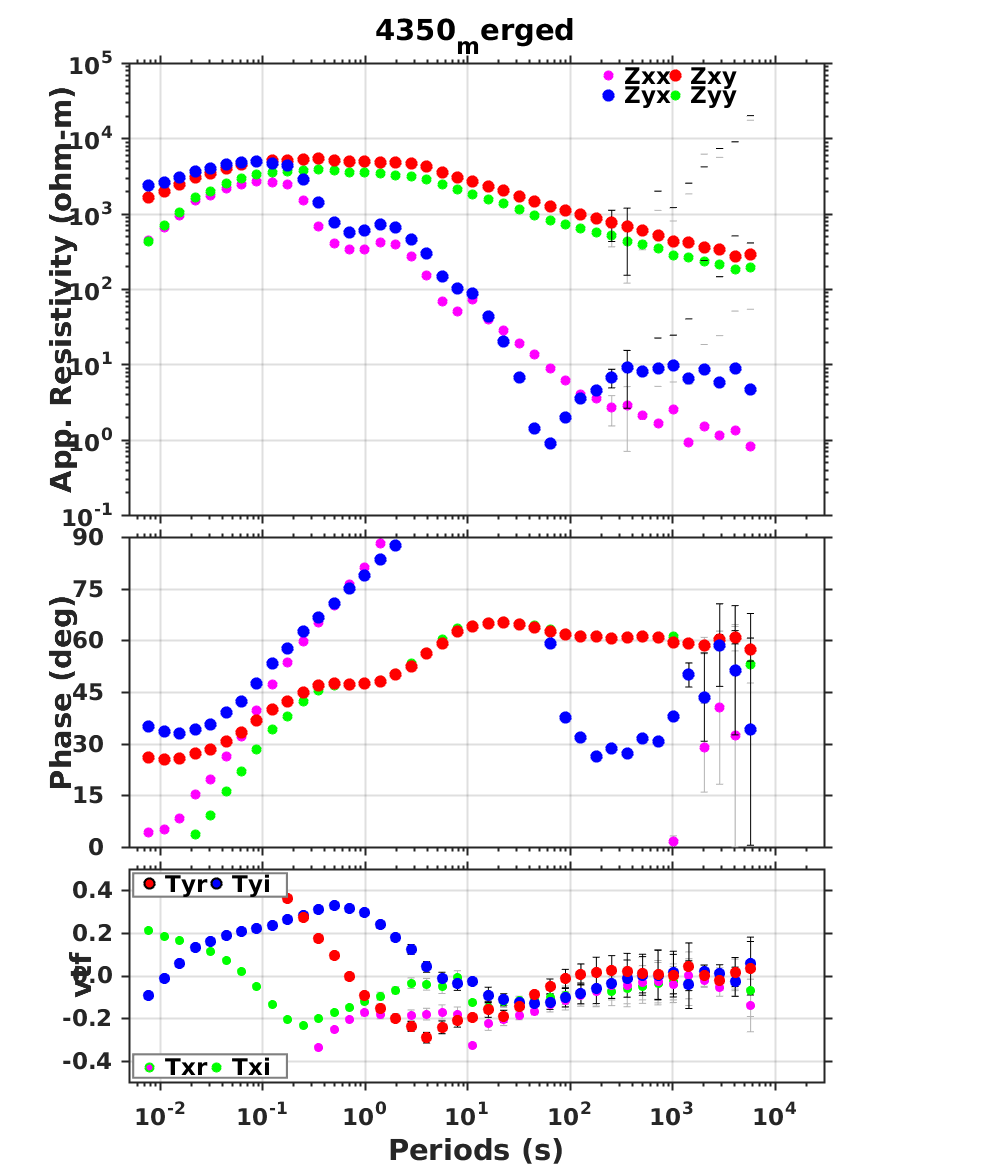 4350merged
Zxx Zxy
Zyx Zyy
App. Resistivity (ohm-m)
10^5
10^4
10^3
10^2
10^1
10^0
10^-1
Phase (deg)
90
75
60
45
30
15
0
Tyr Tyi
vtf
0.4
0.2
0.0
-0.2
-0.4
Txr Txi
10^-2 10^-1 10^0 10^1 10^2 10^3 10^4
Periods (s)